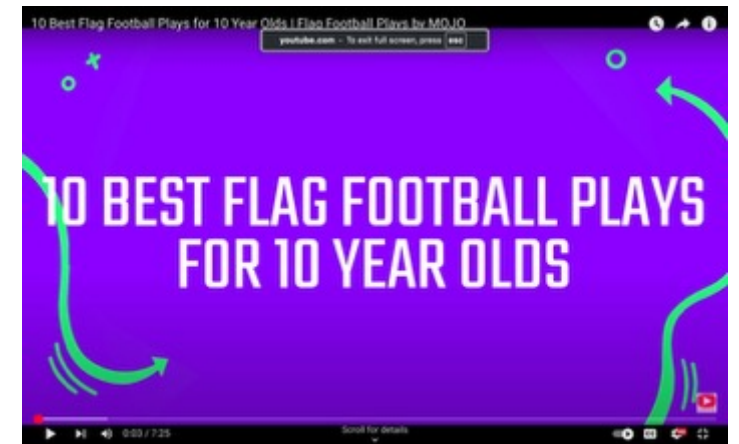 10 Best Flag Football Plays for 10 Year Olds | Flag Football Plays by MOJO
youtube.com - To exit full screen, press esc
10 BEST FLAG FOOTBALL PLAYS
FOR 10 YEAR OLDS
0:03 / 7:25
Scroll for details